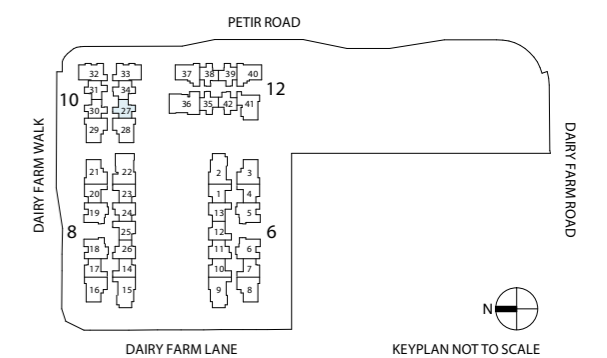 PETIR ROAD
32 33 37 38 39 40
10 31 34 12
30 27 36 35 42 41
29 28
DAIRY FARM WALK
DAIRY FARM ROAD
21 22 2 3
20 23 1 4
19 24 13 5
8 25 12 6
18 26 11 6
17 14 10 7
16 15 9 8
N
DAIRY FARM LANE KEYPLAN NOT TO SCALE